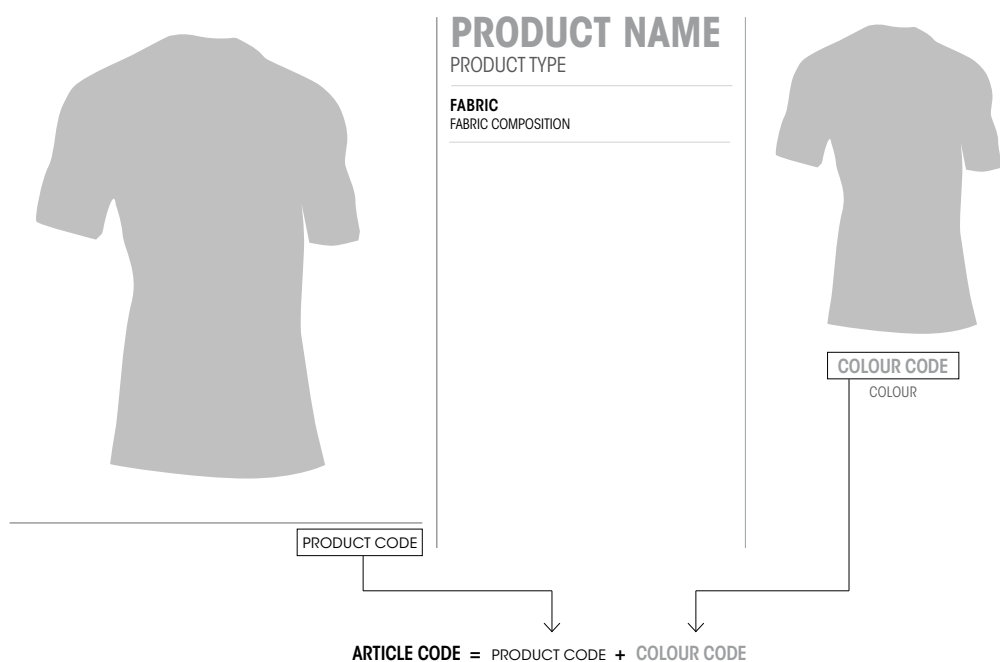 PRODUCT NAME
PRODUCT TYPE
FABRIC
FABRIC COMPOSITION
COLOUR CODE
COLOUR
PRODUCT CODE
ARTICLE CODE = PRODUCT CODE + COLOUR CODE